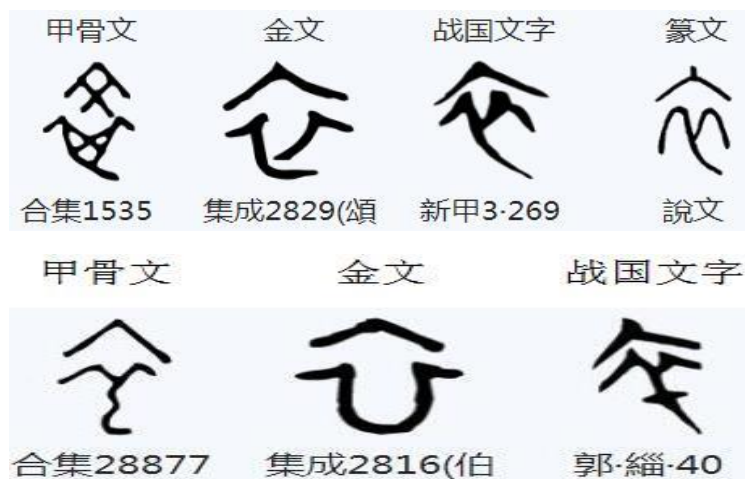 甲骨文 金文 战国文字 篆文
合集1535 集成2829(頌 新甲3·269 說文
甲骨文 金文 战国文字
合集28877 集成2816(伯 郭·緇·40